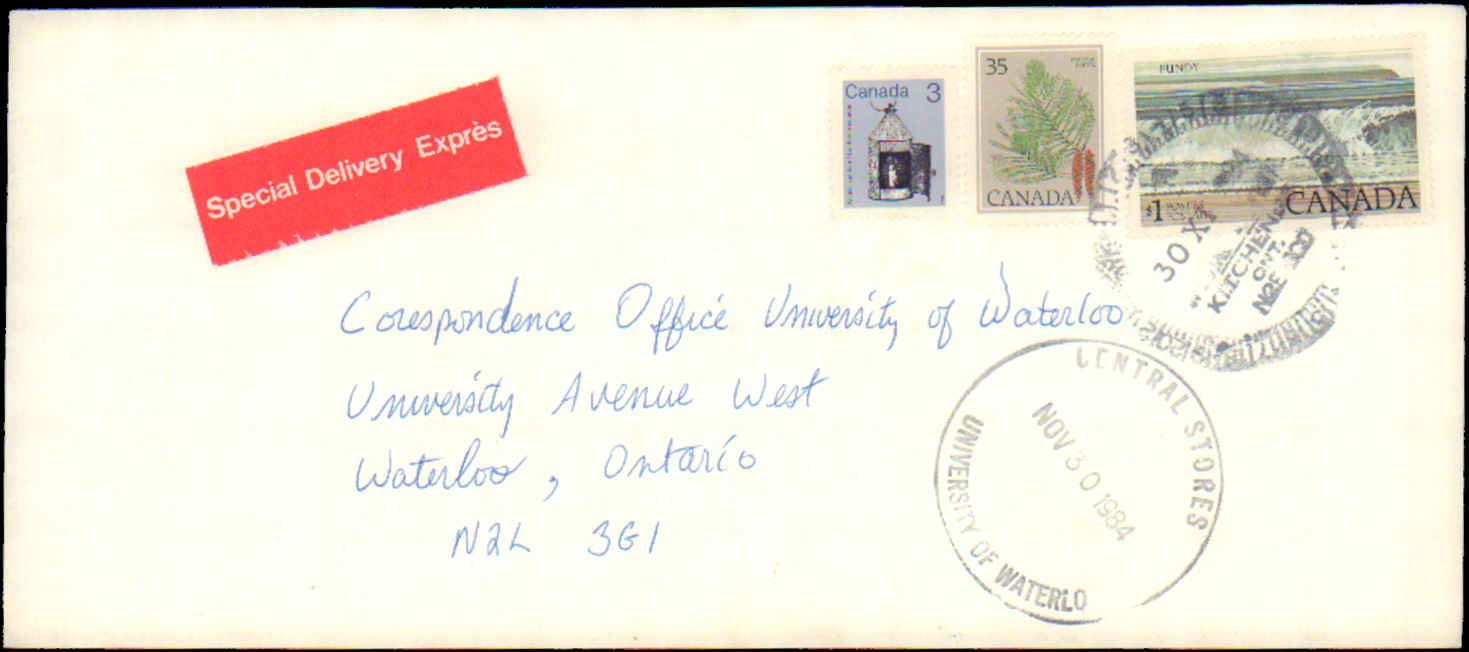 Special Delivery Exprès
Canada 3
35
CANADA
FUNDY
$1 CANADA
30 XI
KITCHENER
ONT.
Corespondence Office University of Waterloo
University Avenue West
Waterloo, Ontario
N2L 3G1
CENTRAL STORES
NOV 30 1984
UNIVERSITY OF WATERLO